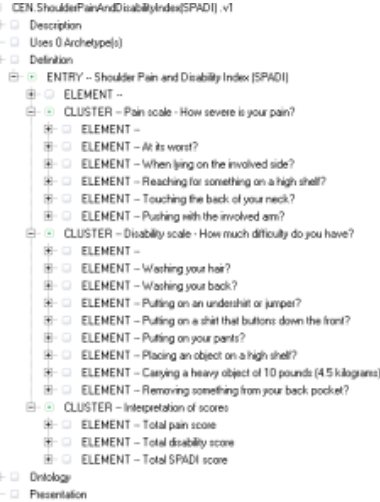 CEN.ShoulderPainAndDisabilityIndex(SPADI).v1
Description
Uses 0 Archetype(s)
Definition
ENTRY -- Shoulder Pain and Disability Index (SPADI)
ELEMENT --
CLUSTER -- Pain scale - How severe is your pain?
ELEMENT --
ELEMENT -- At its worst?
ELEMENT -- When lying on the involved side?
ELEMENT -- Reaching for something on a high shelf?
ELEMENT -- Touching the back of your neck?
ELEMENT -- Pushing with the involved arm?
CLUSTER -- Disability scale - How much difficulty do you have?
ELEMENT --
ELEMENT -- Washing your hair?
ELEMENT -- Washing your back?
ELEMENT -- Putting on an undershirt or jumper?
ELEMENT -- Putting on a shirt that buttons down the front?
ELEMENT -- Putting on your pants?
ELEMENT -- Placing an object on a high shelf?
ELEMENT -- Carrying a heavy object of 10 pounds (4.5 kilograms)
ELEMENT -- Removing something from your back pocket?
CLUSTER -- Interpretation of scores
ELEMENT -- Total pain score
ELEMENT -- Total disability score
ELEMENT -- Total SPADI score
Ontology
Presentation